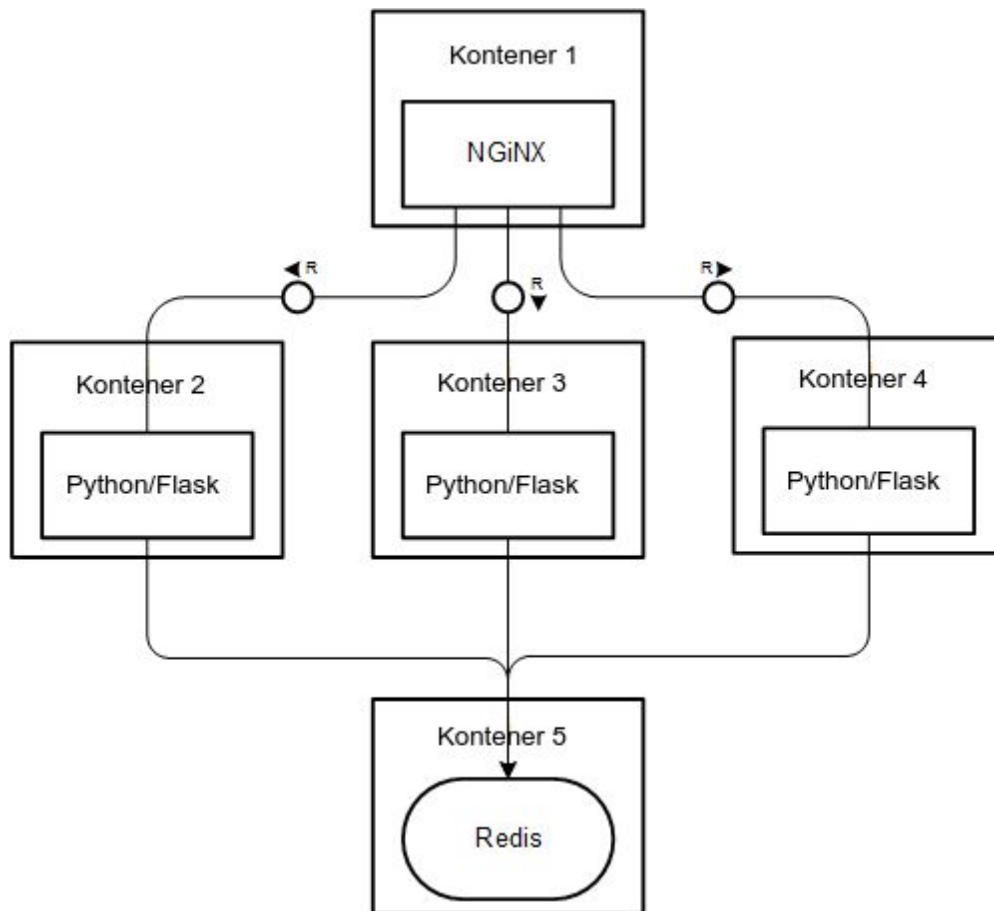 Kontener 1
NGiNX
R
R
R
Kontener 2
Kontener 3
Kontener 4
Python/Flask
Python/Flask
Python/Flask
Kontener 5
Redis